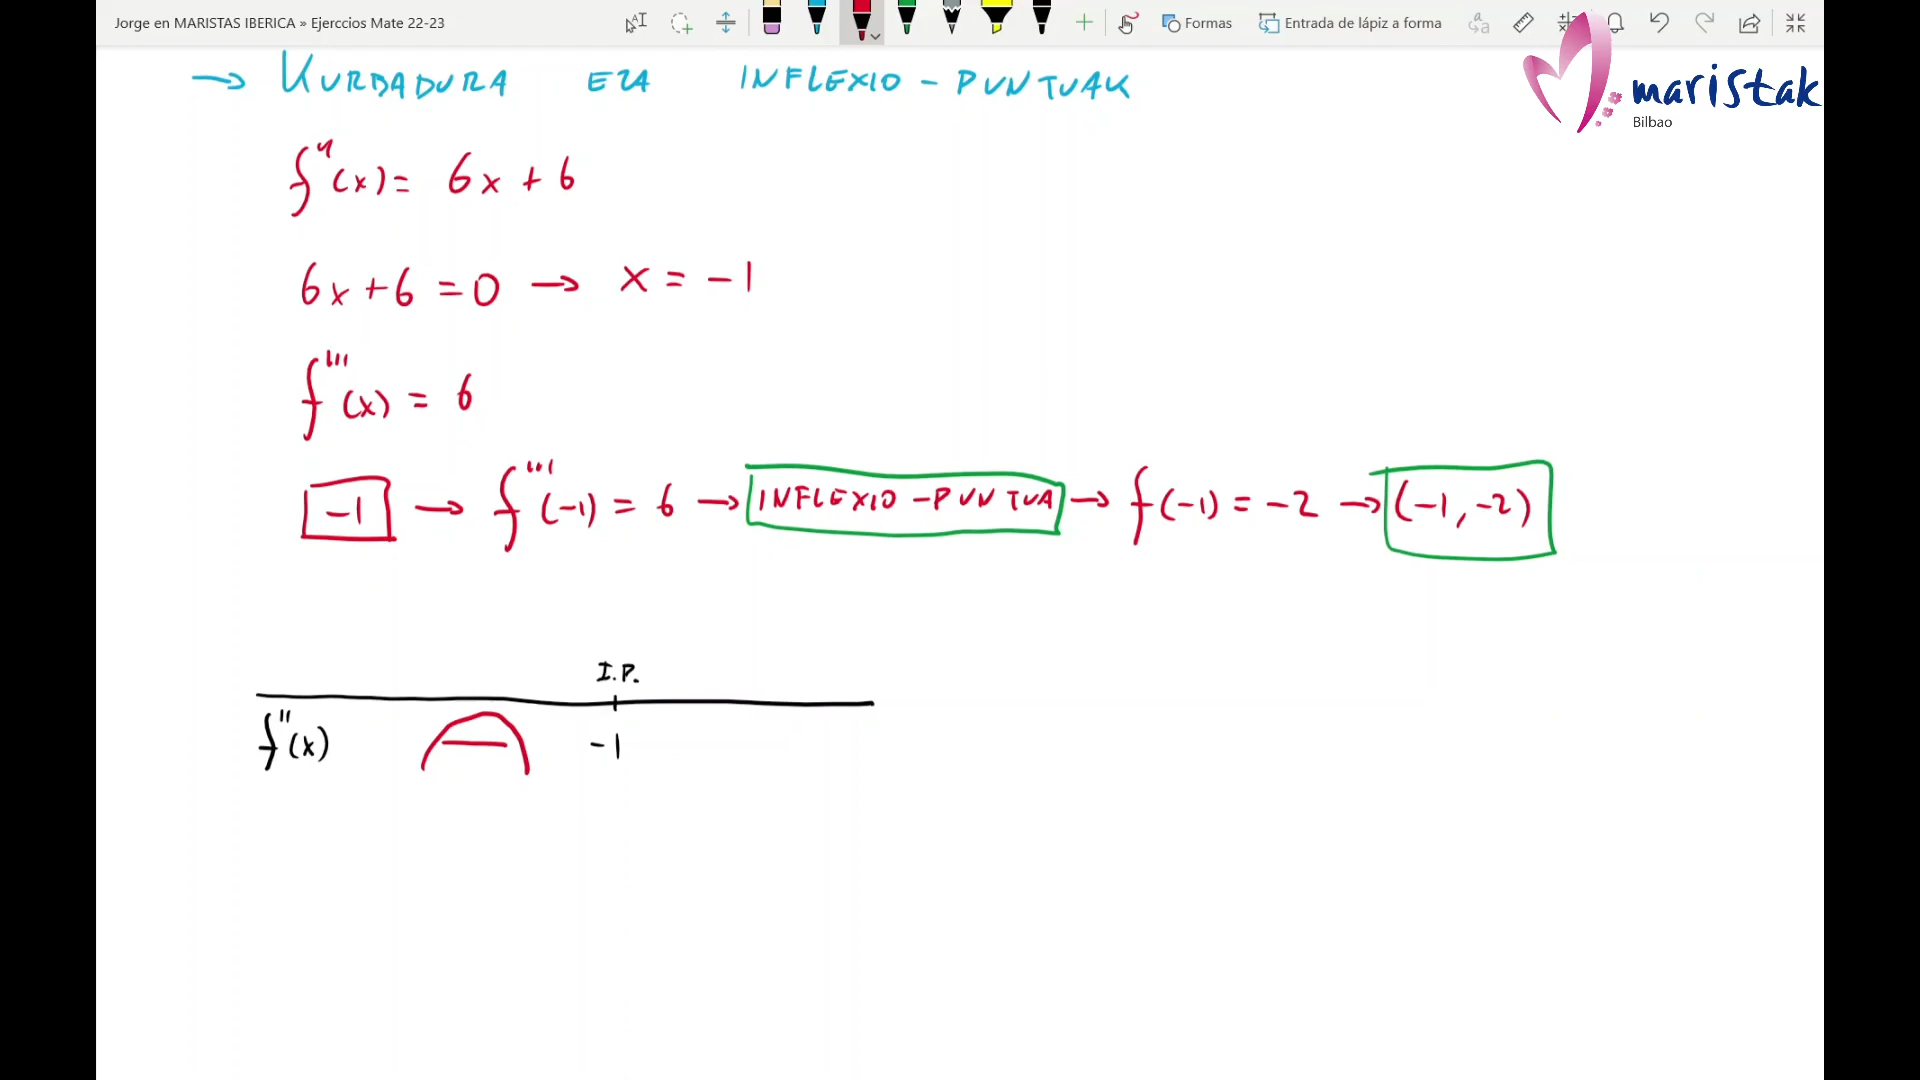 Jorge en MARISTAS IBERICA » Ejerccios Mate 22-23
Formas
Entrada de lápiz a forma
maristak
Bilbao
→ KURBADURA ETA INFLEXIO - PUNTUAK
f''(x) = 6x + 6
6x + 6 = 0 → x = -1
f'''(x) = 6
-1 → f'''(-1) = 6 → INFLEXIO - PUNTUA → f(-1) = -2 → (-1, -2)
I.P.
f''(x) - -1